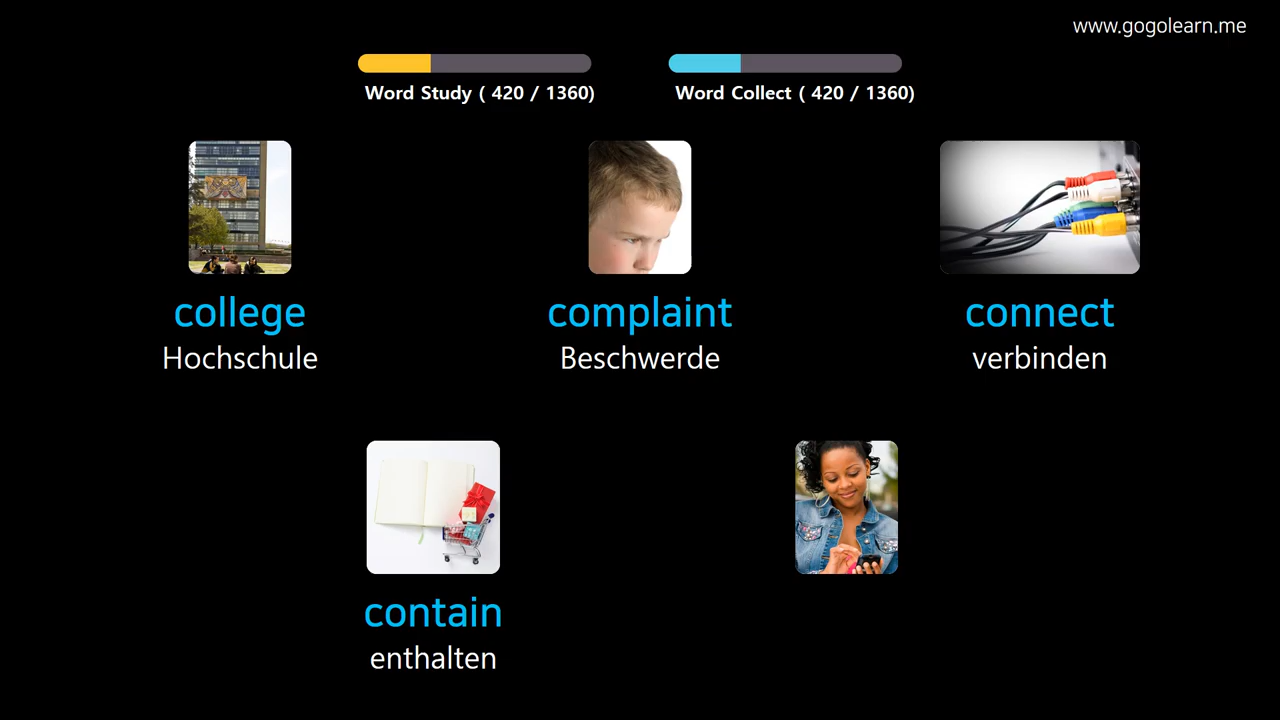 www.gogolearn.me
Word Study ( 420 / 1360)
Word Collect ( 420 / 1360)
college
Hochschule
complaint
Beschwerde
connect
verbinden
contain
enthalten